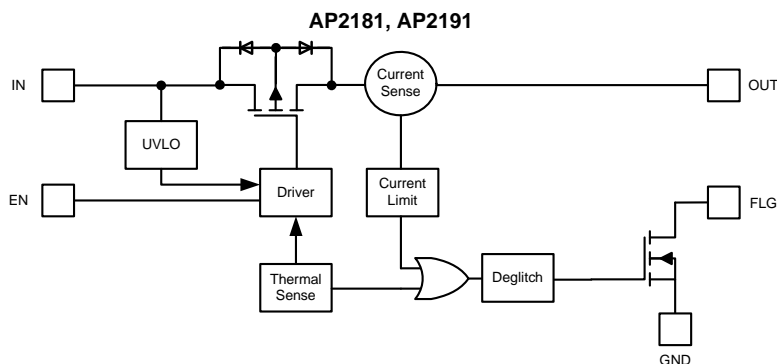 AP2181, AP2191
IN
Current
Sense
OUT
UVLO
EN
Driver
Current
Limit
FLG
Thermal
Sense
Deglitch
GND